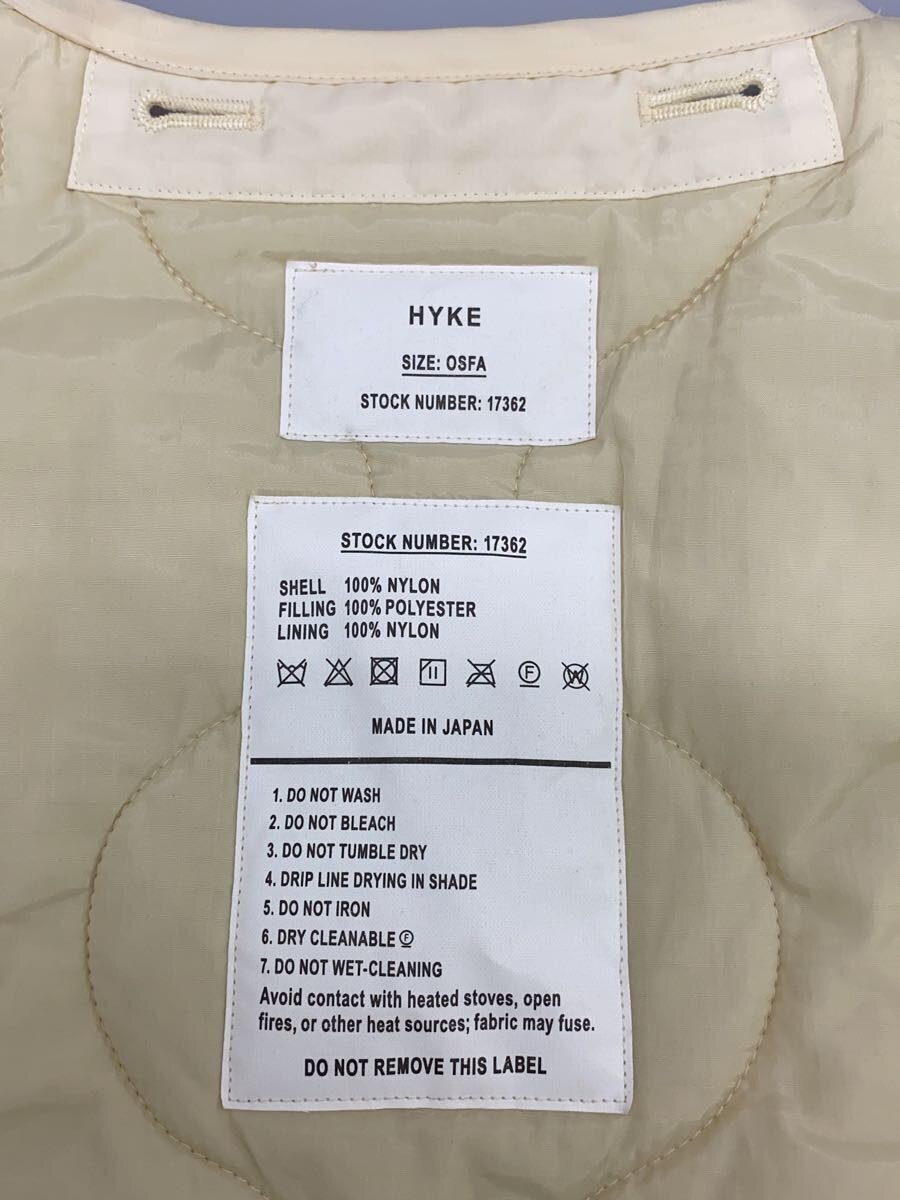 HYKE
SIZE: OSFA
STOCK NUMBER: 17362
STOCK NUMBER: 17362
SHELL 100% NYLON
FILLING 100% POLYESTER
LINING 100% NYLON
F W
MADE IN JAPAN
1. DO NOT WASH
2. DO NOT BLEACH
3. DO NOT TUMBLE DRY
4. DRIP LINE DRYING IN SHADE
5. DO NOT IRON
6. DRY CLEANABLE Ⓕ
7. DO NOT WET-CLEANING
Avoid contact with heated stoves, open
fires, or other heat sources; fabric may fuse.
DO NOT REMOVE THIS LABEL